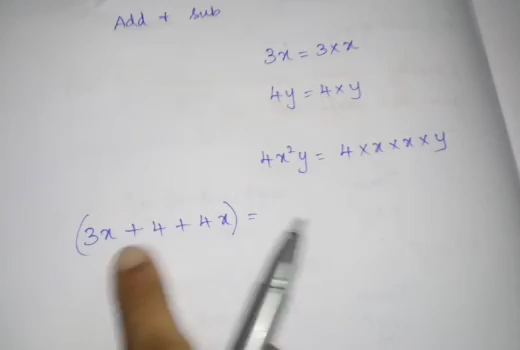 Add + sub
3x = 3×x
4y = 4×y
4x²y = 4×x×x×y
(3x + 4 + 4x) =